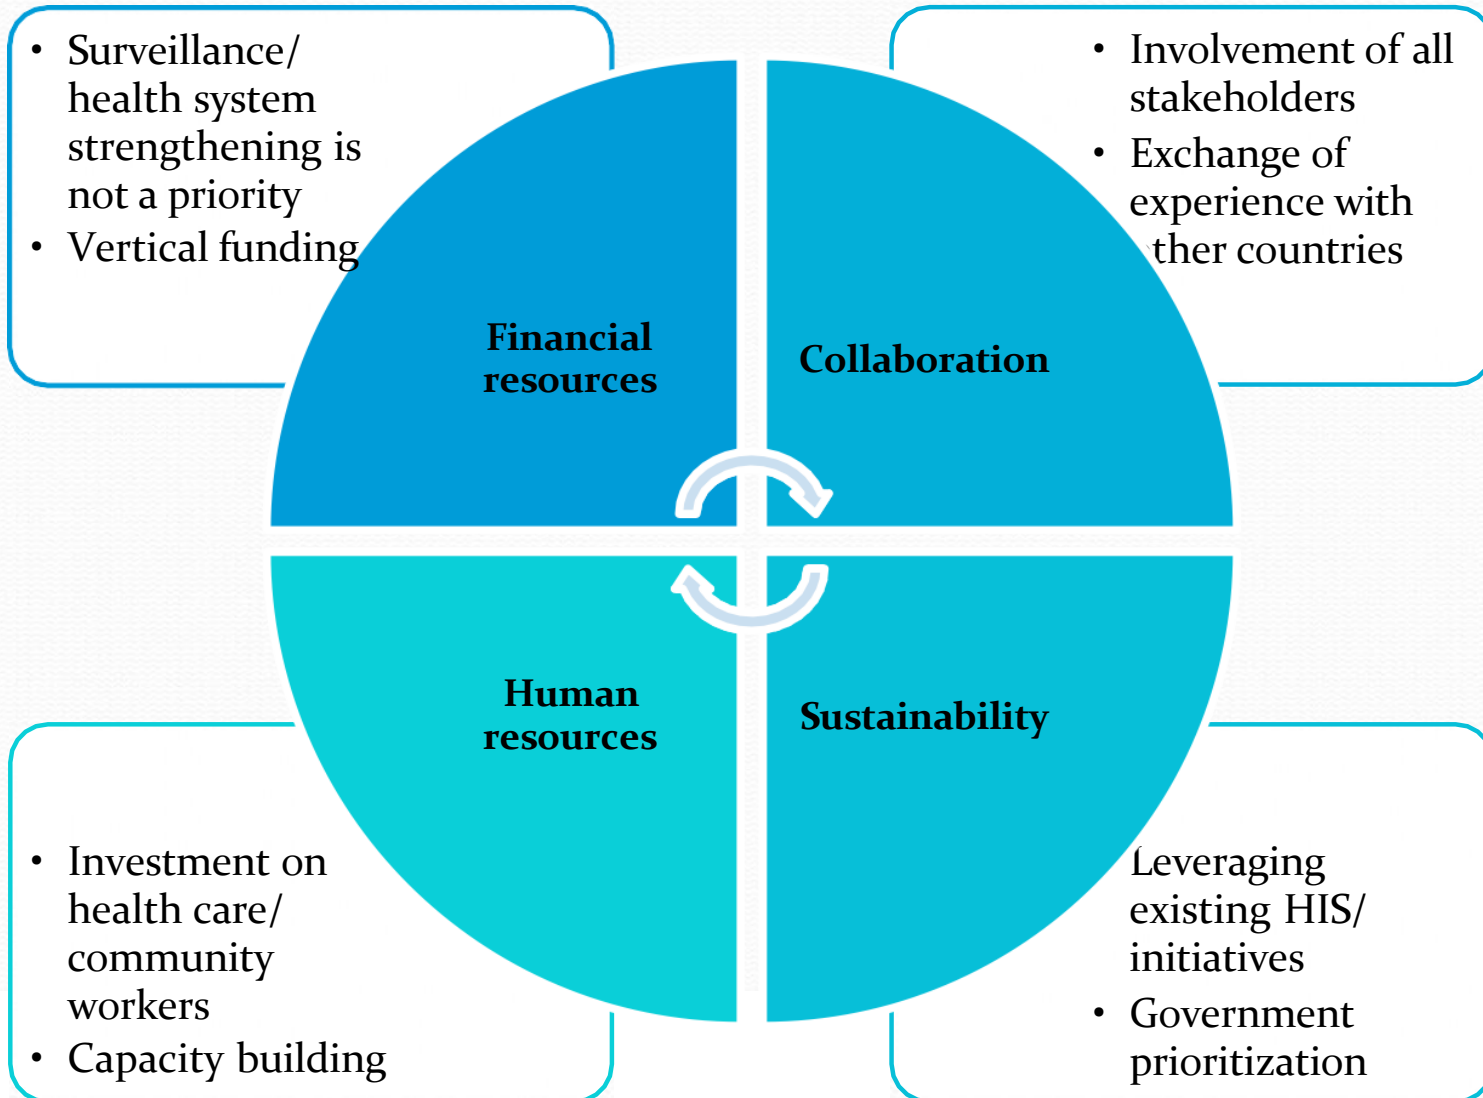 • Surveillance/
health system
strengthening is
not a priority
• Vertical funding
• Involvement of all
stakeholders
• Exchange of
experience with
ther countries
Financial
resources
Collaboration
Human
resources
Sustainability
• Investment on
health care/
community
workers
• Capacity building
Leveraging
existing HIS/
initiatives
• Government
prioritization